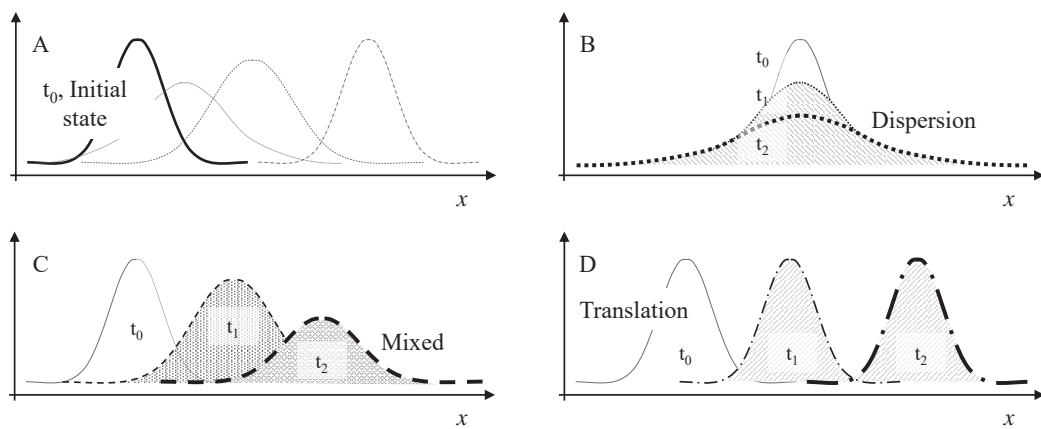 A
t₀, Initial
state
x
B
t₀
t₁
Dispersion
t₂
x
C
t₀
t₁
t₂
Mixed
x
D
Translation
t₀
t₁
t₂
x